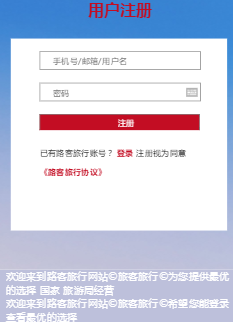 用户注册
手机号/邮箱/用户名
密码
注册
已有路客旅行账号？ 登录 注册视为同意
《路客旅行协议》
欢迎来到路客旅行网站©旅客旅行©为您提供最优
的选择 国家 旅游局经营
欢迎来到路客旅行网站©路客旅行©希望您能登录
查看最优的选择